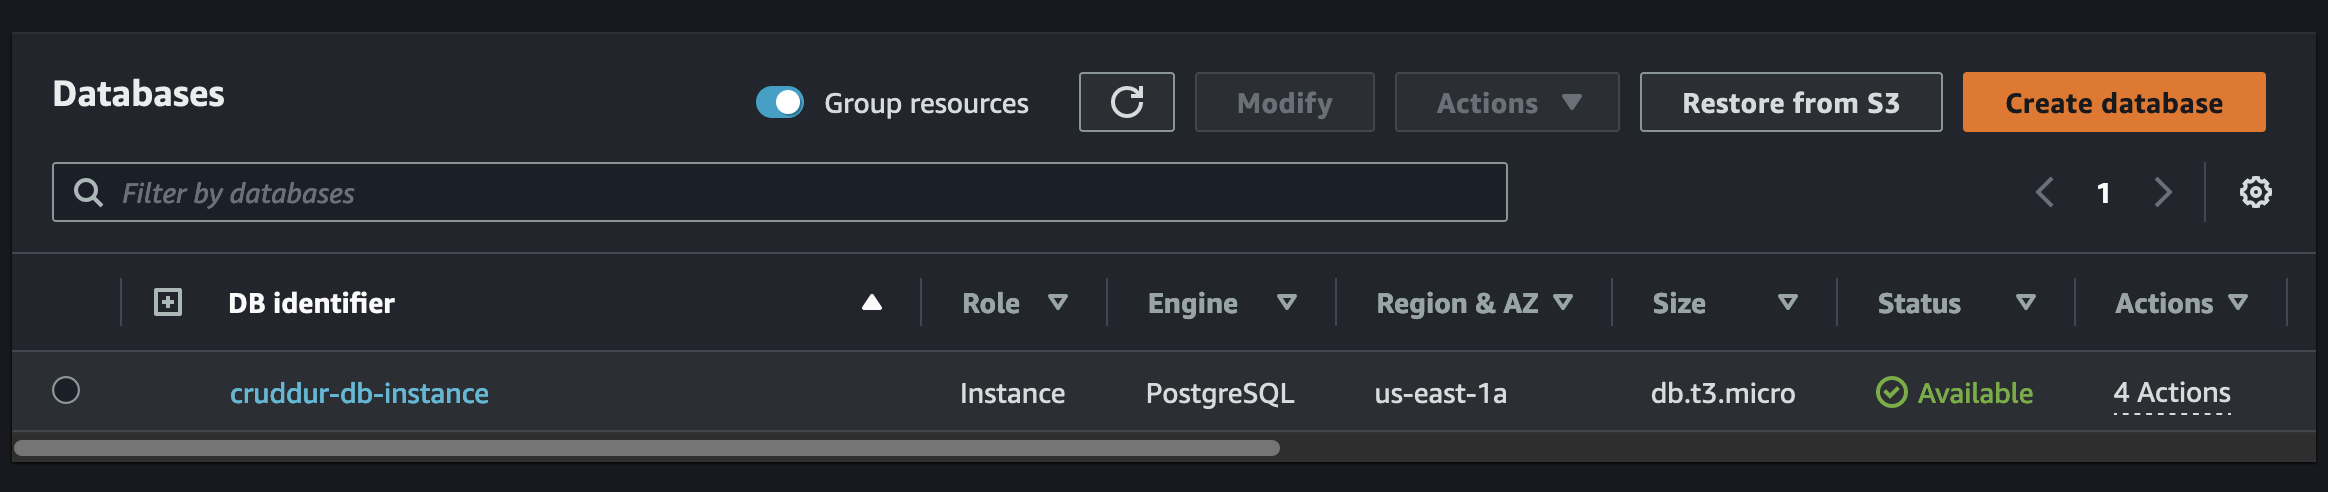 Databases
Group resources
Modify
Actions
Restore from S3
Create database
Filter by databases
1
DB identifier
Role
Engine
Region & AZ
Size
Status
Actions
cruddur-db-instance
Instance
PostgreSQL
us-east-1a
db.t3.micro
Available
4 Actions